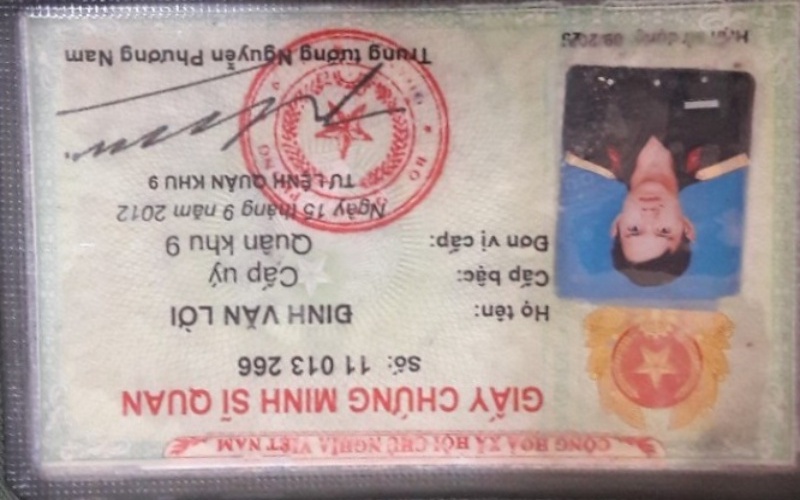 CỘNG HOÀ XÃ HỘI CHỦ NGHĨA VIỆT NAM
GIẤY CHỨNG MINH SĨ QUAN
Số: 11 013 266
Họ tên: ĐINH VĂN LỜI
Cấp bậc: Cấp uý
Đơn vị cấp: Quân khu 9
Ngày 15 tháng 9 năm 2012
TƯ LỆNH QUÂN KHU 9
Trung tướng Nguyễn Phương Nam
Hạn sử dụng 09/2025